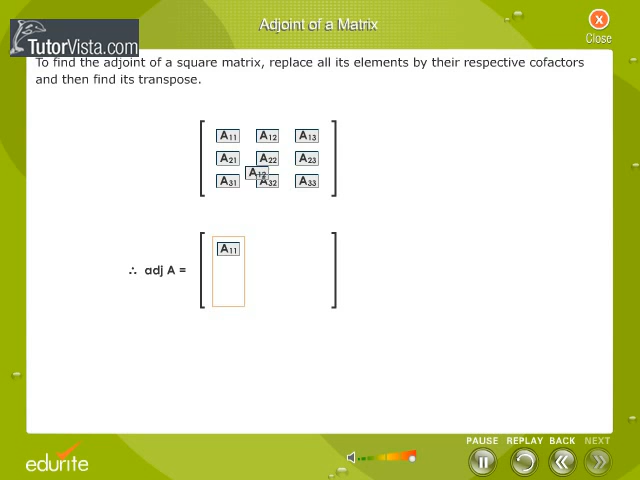 Adjoint of a Matrix
X
Close
TutorVista.com
To find the adjoint of a square matrix, replace all its elements by their respective cofactors
and then find its transpose.
A11 A12 A13
A21 A22 A23
A12
A31 A32 A33
∴ adj A =
A11
PAUSE REPLAY BACK NEXT
edurite